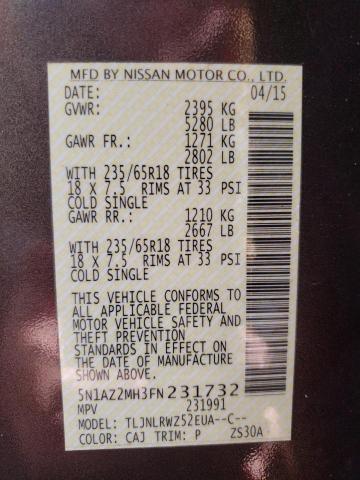 MFD BY NISSAN MOTOR CO., LTD.
DATE: 04/15
GVWR: 2395 KG
5280 LB
GAWR FR.: 1271 KG
2802 LB
WITH 235/65R18 TIRES
18 X 7.5 RIMS AT 33 PSI
COLD SINGLE
GAWR RR.: 1210 KG
2667 LB
WITH 235/65R18 TIRES
18 X 7.5 RIMS AT 33 PSI
COLD SINGLE
THIS VEHICLE CONFORMS TO
ALL APPLICABLE FEDERAL
MOTOR VEHICLE SAFETY AND
THEFT PREVENTION
STANDARDS IN EFFECT ON
THE DATE OF MANUFACTURE
SHOWN ABOVE.
5N1AZ2MH3FN231732
MPV 231991
MODEL: TLJNLRWZ52EUA--C--
COLOR: CAJ TRIM: P ZS30A